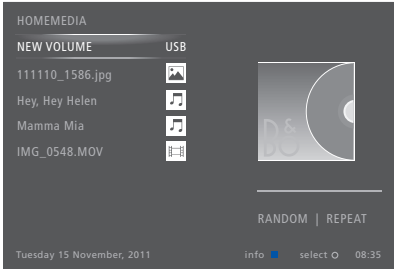 HOMEMEDIA
NEW VOLUME USB
111110_1586.jpg
Hey, Hey Helen
Mamma Mia
IMG_0548.MOV
B&O
RANDOM | REPEAT
Tuesday 15 November, 2011 info select 08:35